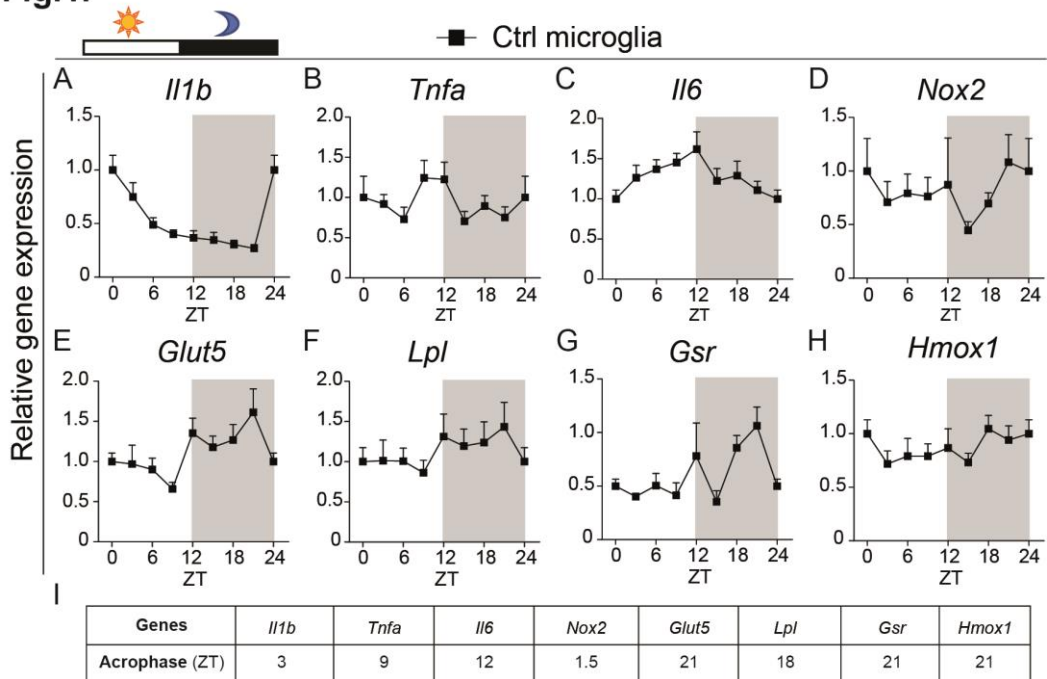 Ctrl microglia
Relative gene expression
A Il1b
1.5
1.0
0.5
0
0 6 12 18 24
ZT
B Tnfa
2.0
1.5
1.0
0.5
0
0 6 12 18 24
ZT
C Il6
2.0
1.5
1.0
0.5
0
0 6 12 18 24
ZT
D Nox2
1.5
1.0
0.5
0
0 6 12 18 24
ZT
E Glut5
2.0
1.5
1.0
0.5
0
0 6 12 18 24
ZT
F Lpl
2.0
1.5
1.0
0.5
0
0 6 12 18 24
ZT
G Gsr
1.5
1.0
0.5
0
0 6 12 18 24
ZT
H Hmox1
1.5
1.0
0.5
0
0 6 12 18 24
ZT
I
Genes Il1b Tnfa Il6 Nox2 Glut5 Lpl Gsr Hmox1
Acrophase (ZT) 3 9 12 1.5 21 18 21 21